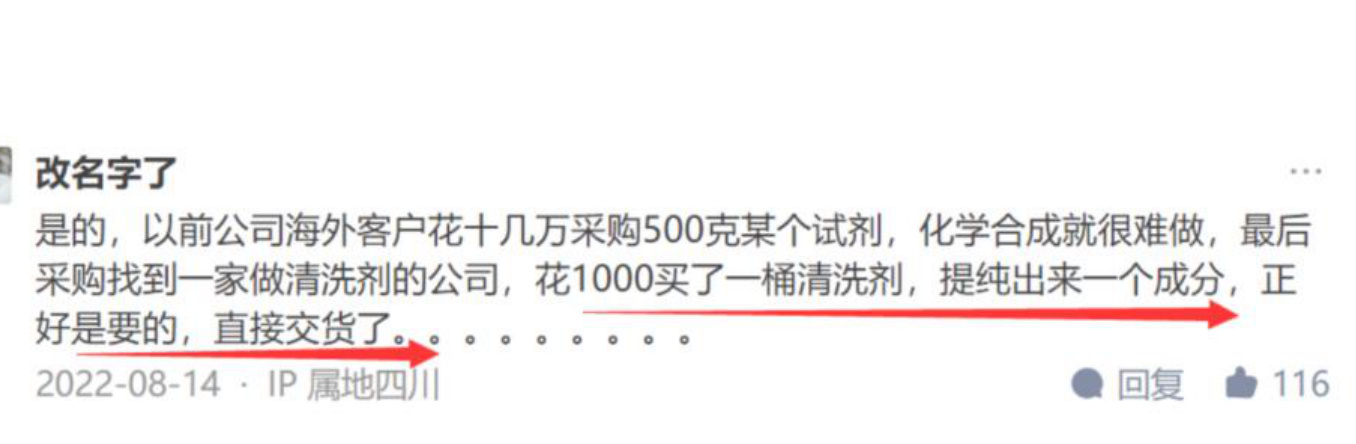 改名字了
...
是的，以前公司海外客户花十几万采购500克某个试剂，化学合成就很难做，最后
采购找到一家做清洗剂的公司，花1000买了一桶清洗剂，提纯出来一个成分，正
好是要的，直接交货了。。。。。。。。。
2022-08-14 · IP 属地四川
回复 116